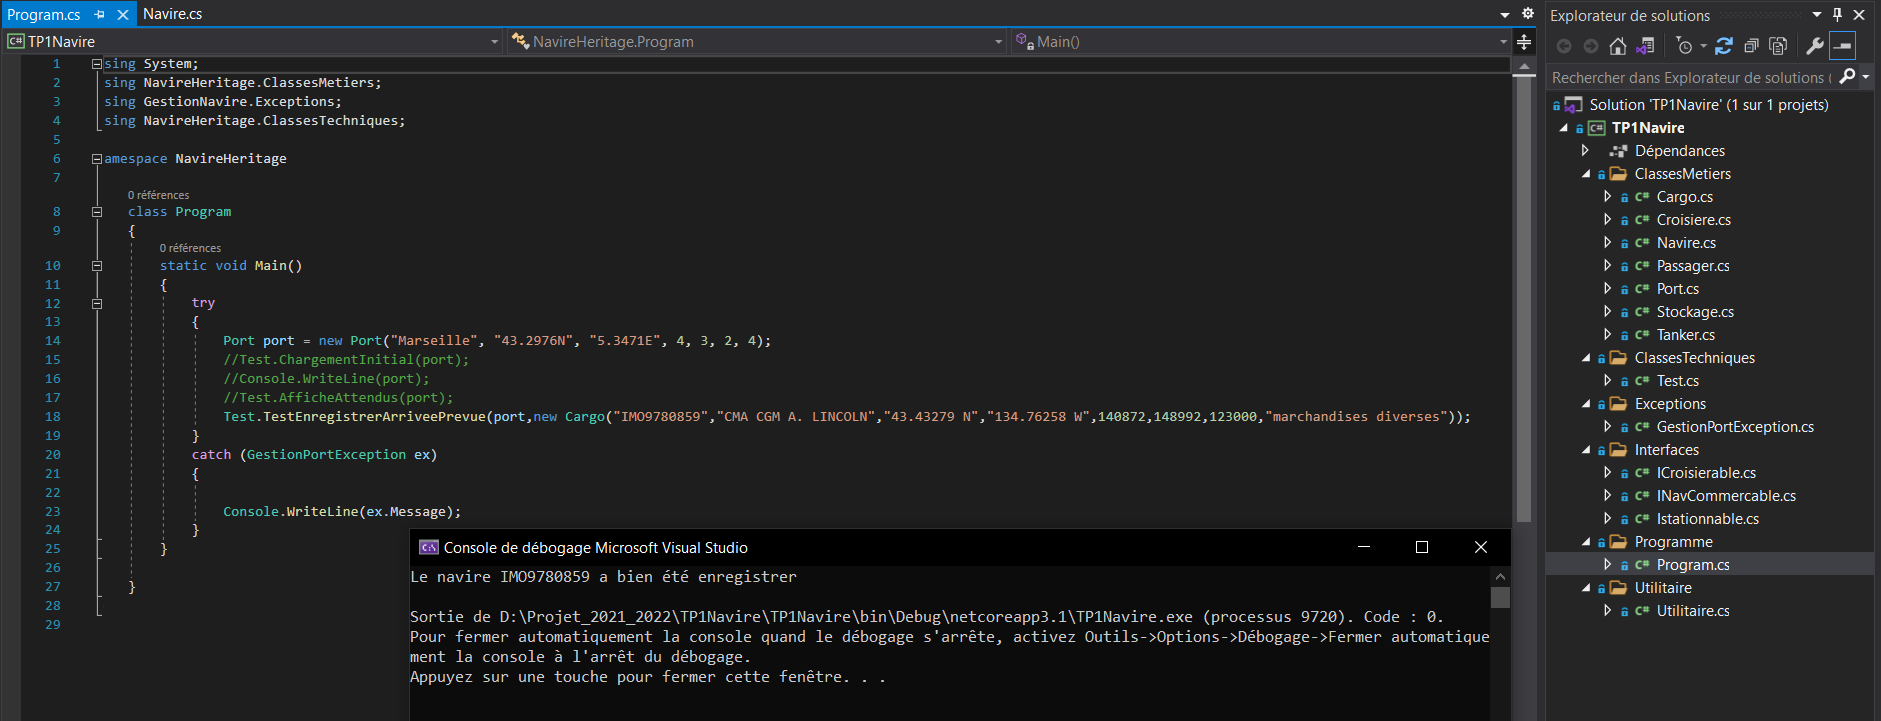 Program.cs
Navire.cs
TP1Navire
NavireHeritage.Program
Main()
1 sing System;
2 sing NavireHeritage.ClassesMetiers;
3 sing GestionNavire.Exceptions;
4 sing NavireHeritage.ClassesTechniques;
5
6 amespace NavireHeritage
7
0 références
8 class Program
9 {
0 références
10 static void Main()
11 {
12 try
13 {
14 Port port = new Port("Marseille", "43.2976N", "5.3471E", 4, 3, 2, 4);
15 //Test.ChargementInitial(port);
16 //Console.WriteLine(port);
17 //Test.AfficheAttendus(port);
18 Test.TestEnregistrerArriveePrevue(port,new Cargo("IMO9780859","CMA CGM A. LINCOLN","43.43279 N","134.76258 W",140872,148992,123000,"marchandises diverses"));
19 }
20 catch (GestionPortException ex)
21 {
22
23 Console.WriteLine(ex.Message);
24 }
25 }
26
27 }
28
29
Console de débogage Microsoft Visual Studio
Le navire IMO9780859 a bien été enregistrer
Sortie de D:\Projet_2021_2022\TP1Navire\TP1Navire\bin\Debug\netcoreapp3.1\TP1Navire.exe (processus 9720). Code : 0.
Pour fermer automatiquement la console quand le débogage s'arrête, activez Outils->Options->Débogage->Fermer automatique
ment la console à l'arrêt du débogage.
Appuyez sur une touche pour fermer cette fenêtre. . .
Explorateur de solutions
Rechercher dans Explorateur de solutions (
Solution 'TP1Navire' (1 sur 1 projets)
C# TP1Navire
Dépendances
ClassesMetiers
C# Cargo.cs
C# Croisiere.cs
C# Navire.cs
C# Passager.cs
C# Port.cs
C# Stockage.cs
C# Tanker.cs
ClassesTechniques
C# Test.cs
Exceptions
C# GestionPortException.cs
Interfaces
C# ICroisierable.cs
C# INavCommercable.cs
C# Istationnable.cs
Programme
C# Program.cs
Utilitaire
C# Utilitaire.cs